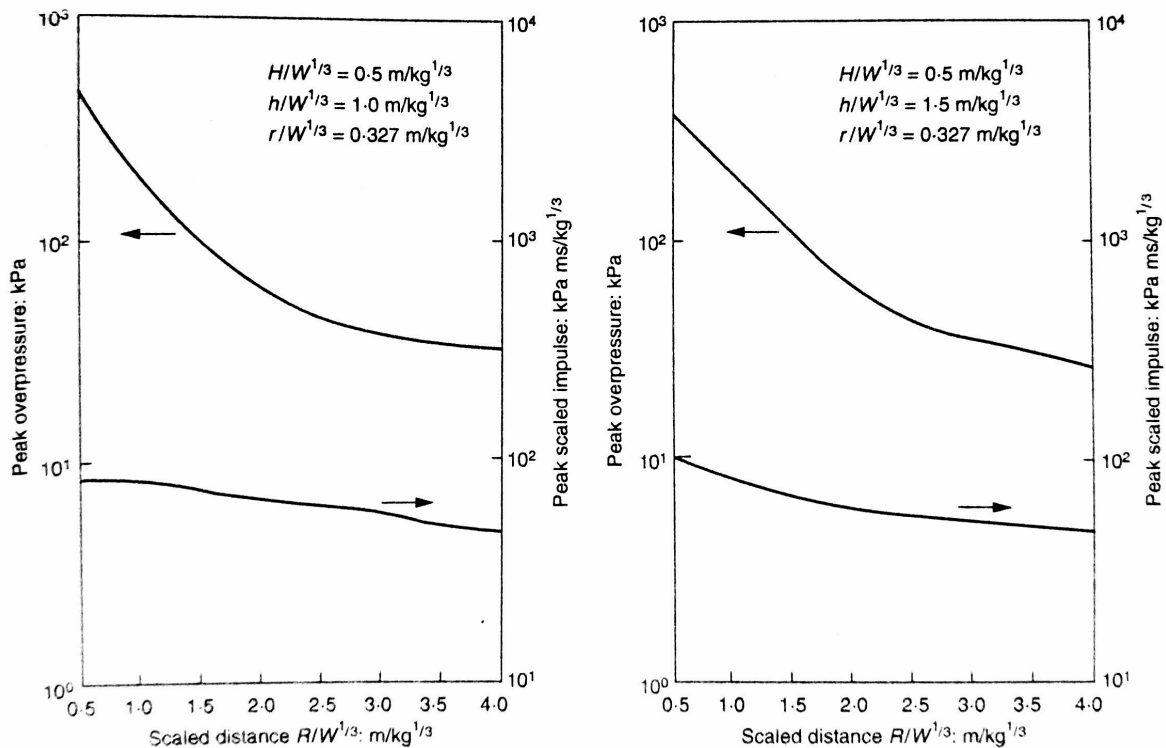 10³
10⁴
H/W^1/3 = 0·5 m/kg^1/3
h/W^1/3 = 1·0 m/kg^1/3
r/W^1/3 = 0·327 m/kg^1/3
10²
10³
Peak overpressure: kPa
Peak scaled impulse: kPa ms/kg^1/3
10¹
10²
10⁰
10¹
0·5 1·0 1·5 2·0 2·5 3·0 3·5 4·0
Scaled distance R/W^1/3: m/kg^1/3
10³
10⁴
H/W^1/3 = 0·5 m/kg^1/3
h/W^1/3 = 1·5 m/kg^1/3
r/W^1/3 = 0·327 m/kg^1/3
10²
10³
Peak overpressure: kPa
Peak scaled impulse: kPa ms/kg^1/3
10¹
10²
10⁰
10¹
0·5 1·0 1·5 2·0 2·5 3·0 3·5 4·0
Scaled distance R/W^1/3: m/kg^1/3